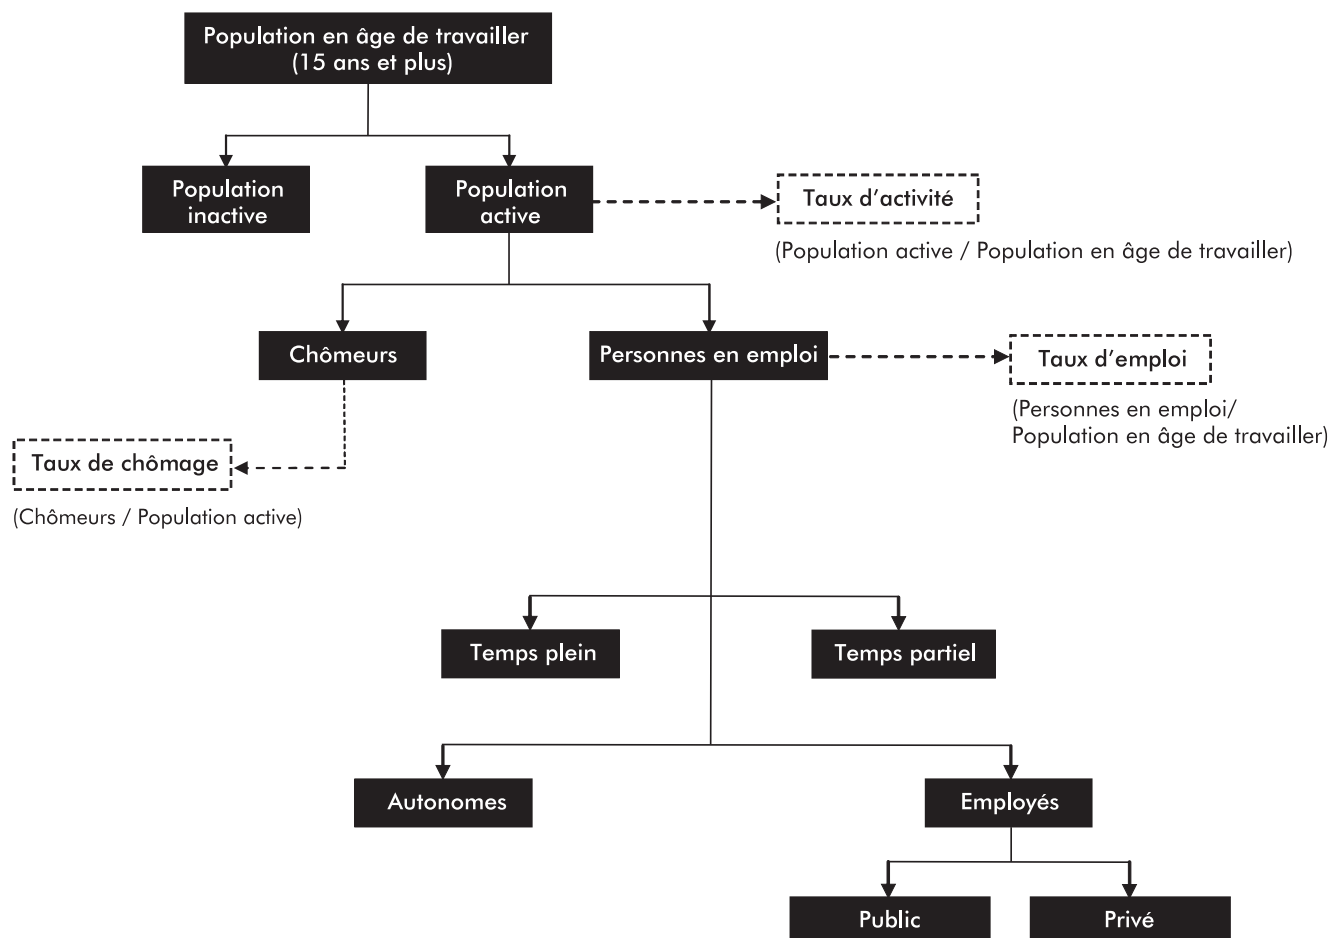 Population en âge de travailler
(15 ans et plus)
Population
inactive
Population
active
Taux d'activité
(Population active / Population en âge de travailler)
Chômeurs
Personnes en emploi
Taux d'emploi
(Personnes en emploi/
Population en âge de travailler)
Taux de chômage
(Chômeurs / Population active)
Temps plein
Temps partiel
Autonomes
Employés
Public
Privé